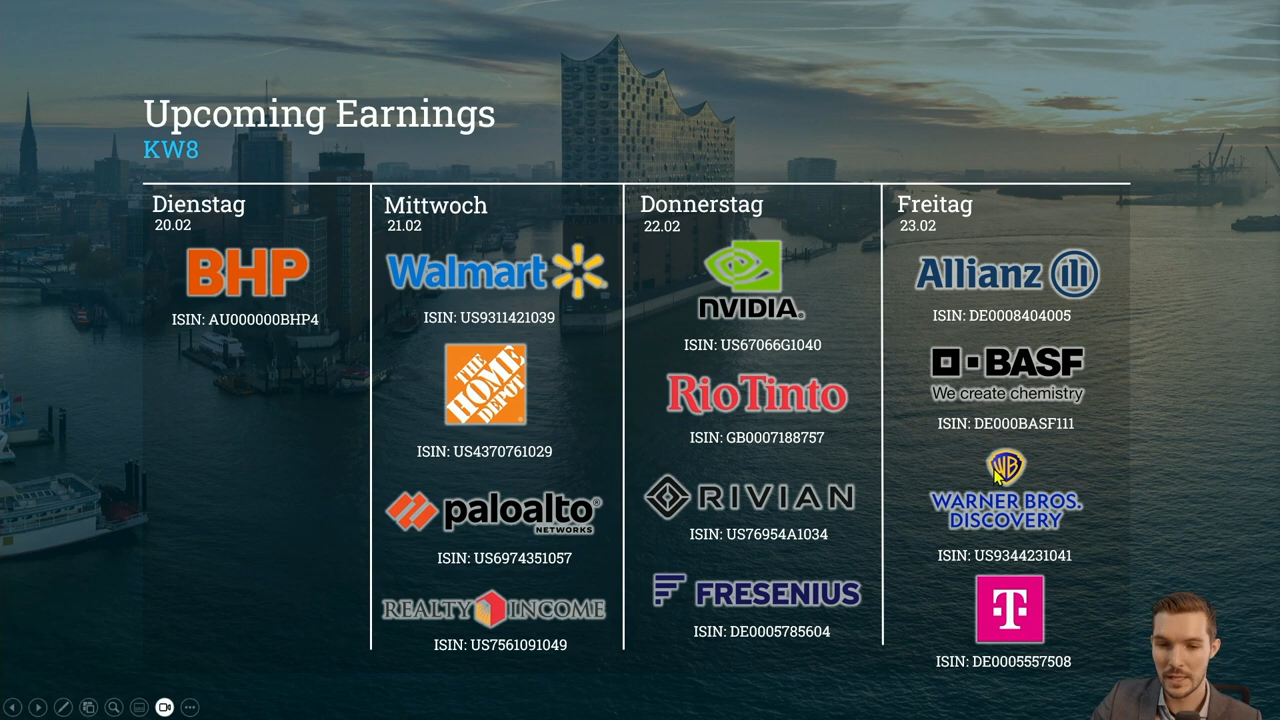 Upcoming Earnings
KW8
Dienstag
20.02
BHP
ISIN: AU000000BHP4
Mittwoch
21.02
Walmart
ISIN: US9311421039
THE
HOME
DEPOT
ISIN: US4370761029
paloalto®
NETWORKS
ISIN: US6974351057
REALTY INCOME
ISIN: US7561091049
Donnerstag
22.02
NVIDIA.
ISIN: US67066G1040
RioTinto
ISIN: GB0007188757
RIVIAN
ISIN: US76954A1034
FRESENIUS
ISIN: DE0005785604
Freitag
23.02
Allianz
ISIN: DE0008404005
BASF
We create chemistry
ISIN: DE000BASF111
WB
WARNER BROS.
DISCOVERY
ISIN: US9344231041
T
ISIN: DE0005557508